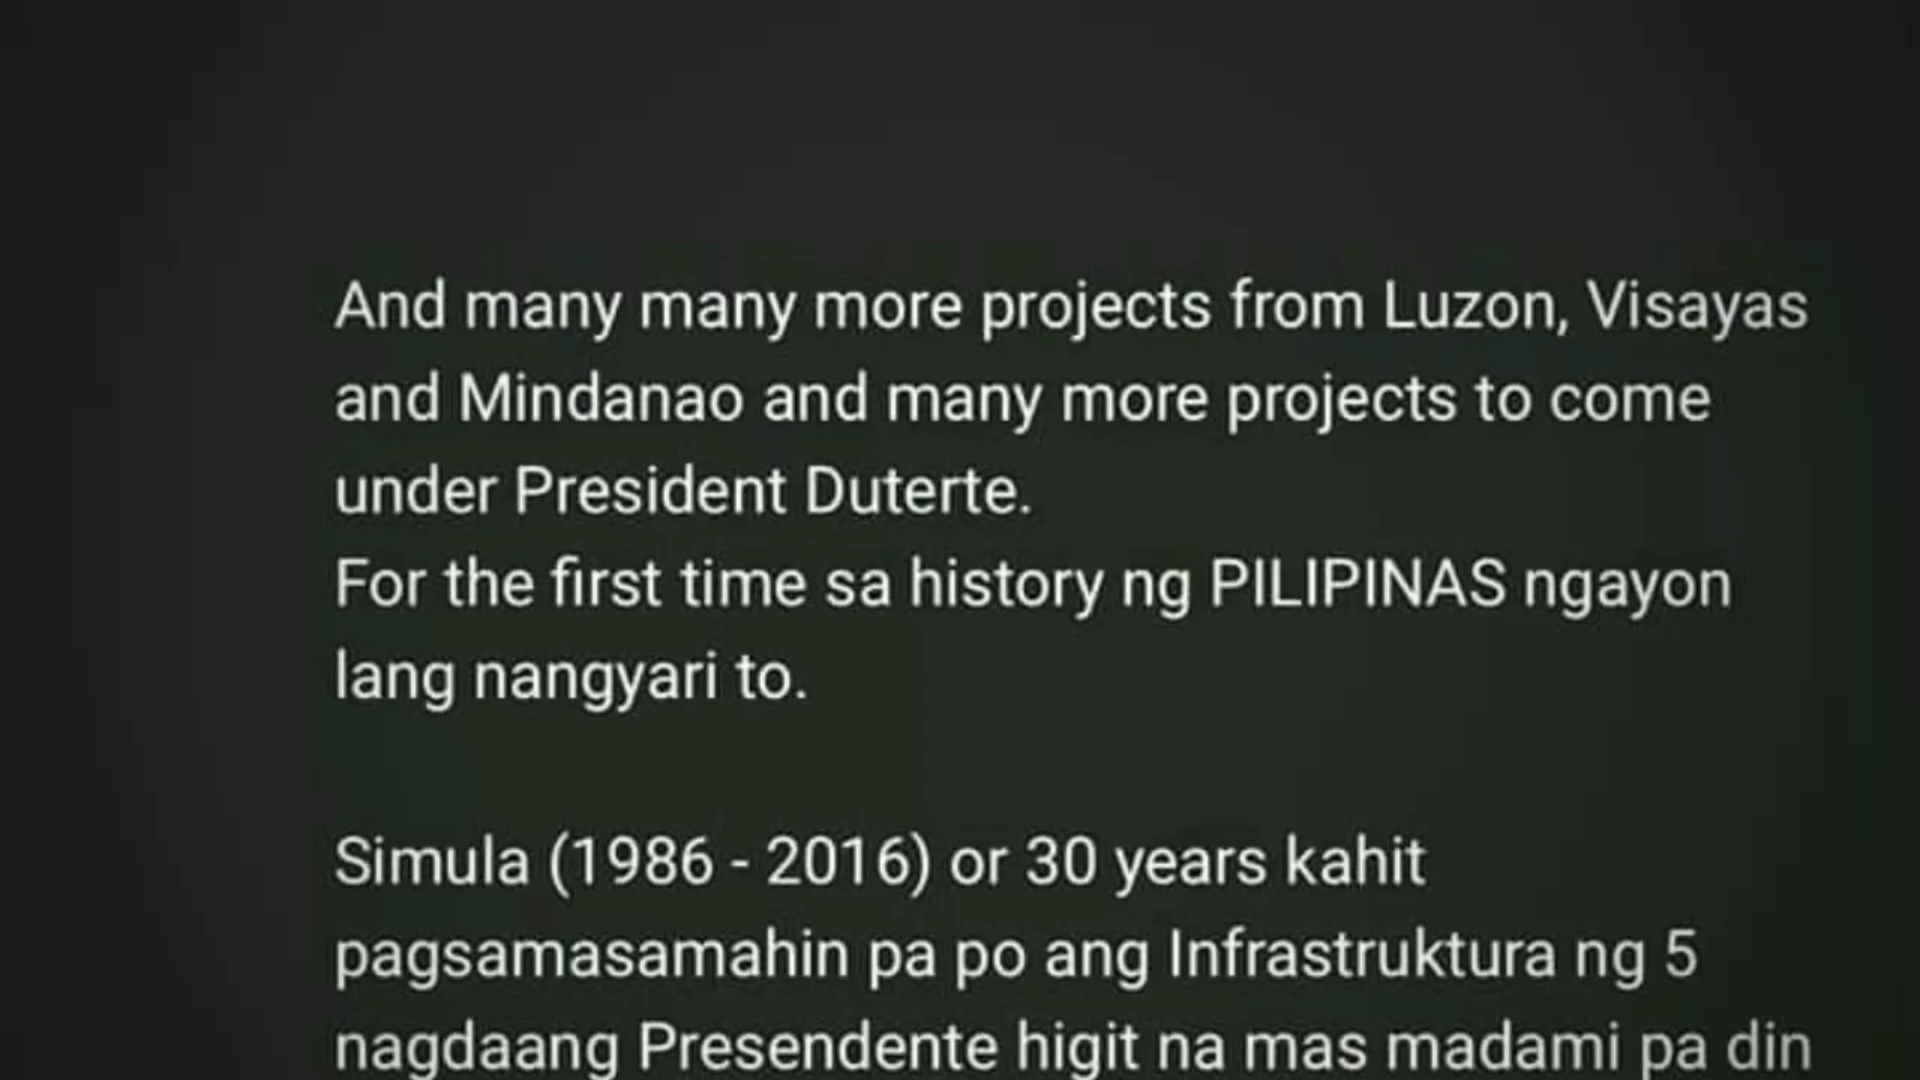 And many many more projects from Luzon, Visayas
and Mindanao and many more projects to come
under President Duterte.
For the first time sa history ng PILIPINAS ngayon
lang nangyari to.
Simula (1986 - 2016) or 30 years kahit
pagsamasamahin pa po ang Infrastruktura ng 5
nagdaang Presendente higit na mas madami pa din